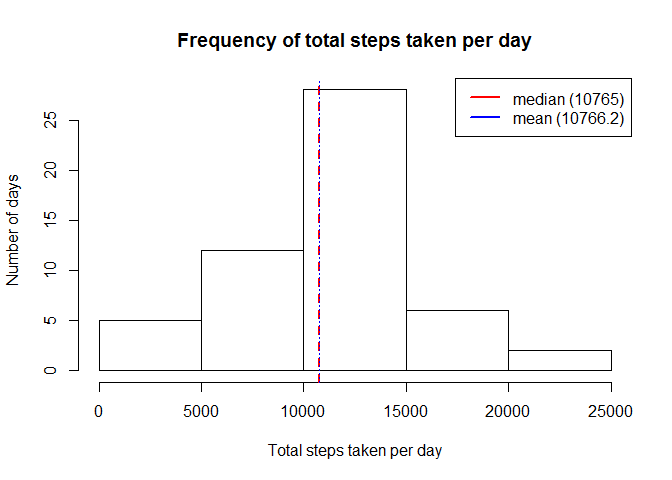 Frequency of total steps taken per day
median (10765)
mean (10766.2)
Number of days
25
20
15
10
5
0
0 5000 10000 15000 20000 25000
Total steps taken per day